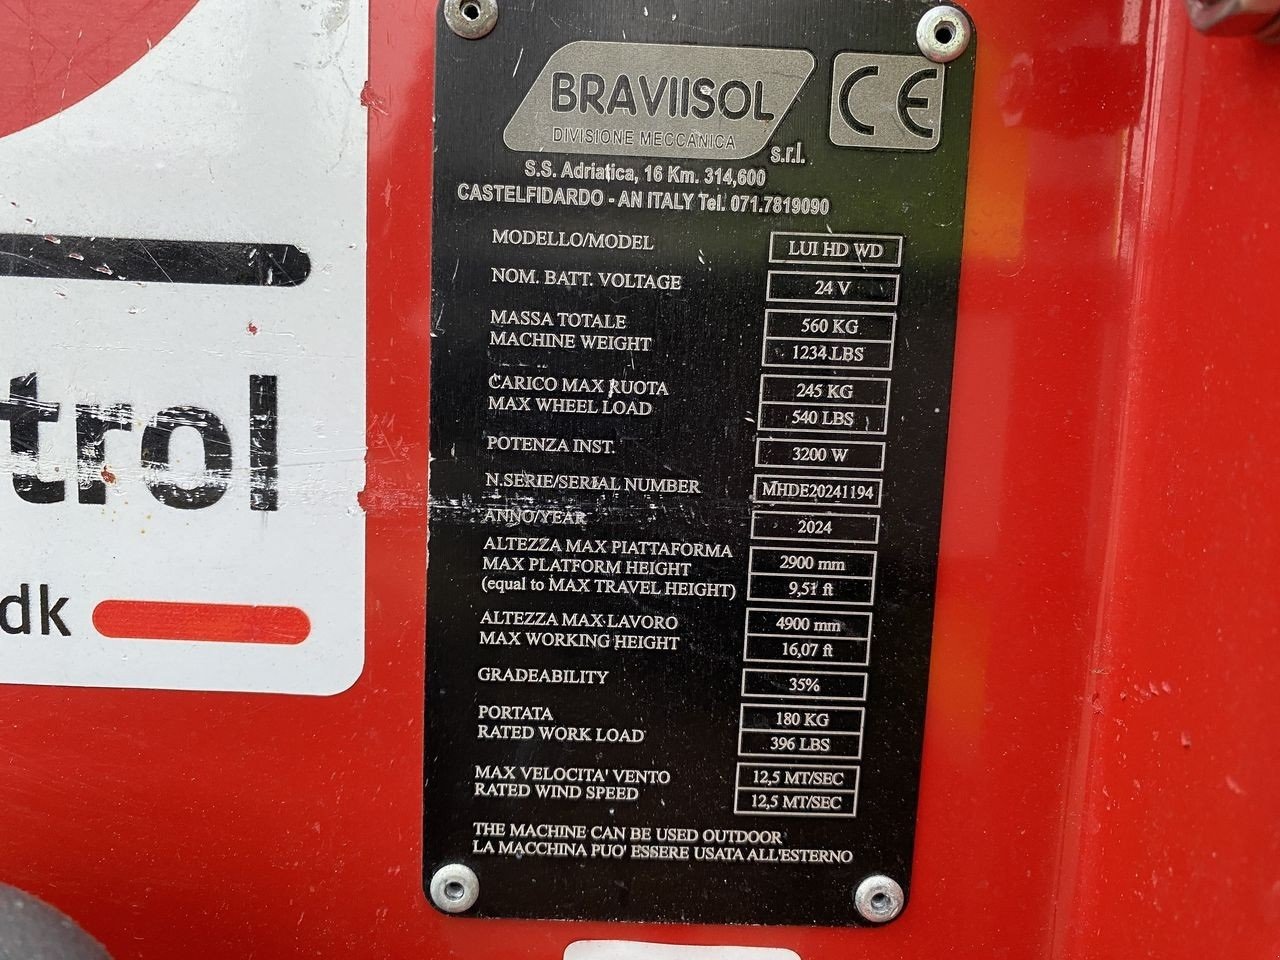 BRAVIISOL
DIVISIONE MECCANICA
s.r.l.
CE
S.S. Adriatica, 16 Km. 314,600
CASTELFIDARDO - AN ITALY Tel. 071.7819090
MODELLO/MODEL LUI HD WD
NOM. BATT. VOLTAGE 24 V
MASSA TOTALE 560 KG
MACHINE WEIGHT 1234 LBS
CARICO MAX RUOTA 245 KG
MAX WHEEL LOAD 540 LBS
POTENZA INST. 3200 W
N.SERIE/SERIAL NUMBER MHDE20241194
ANNO/YEAR 2024
ALTEZZA MAX PIATTAFORMA
MAX PLATFORM HEIGHT 2900 mm
(equal to MAX TRAVEL HEIGHT) 9,51 ft
ALTEZZA MAX LAVORO 4900 mm
MAX WORKING HEIGHT 16,07 ft
GRADEABILITY 35%
PORTATA 180 KG
RATED WORK LOAD 396 LBS
MAX VELOCITA' VENTO 12,5 MT/SEC
RATED WIND SPEED 12,5 MT/SEC
THE MACHINE CAN BE USED OUTDOOR
LA MACCHINA PUO' ESSERE USATA ALL'ESTERNO
trol
dk